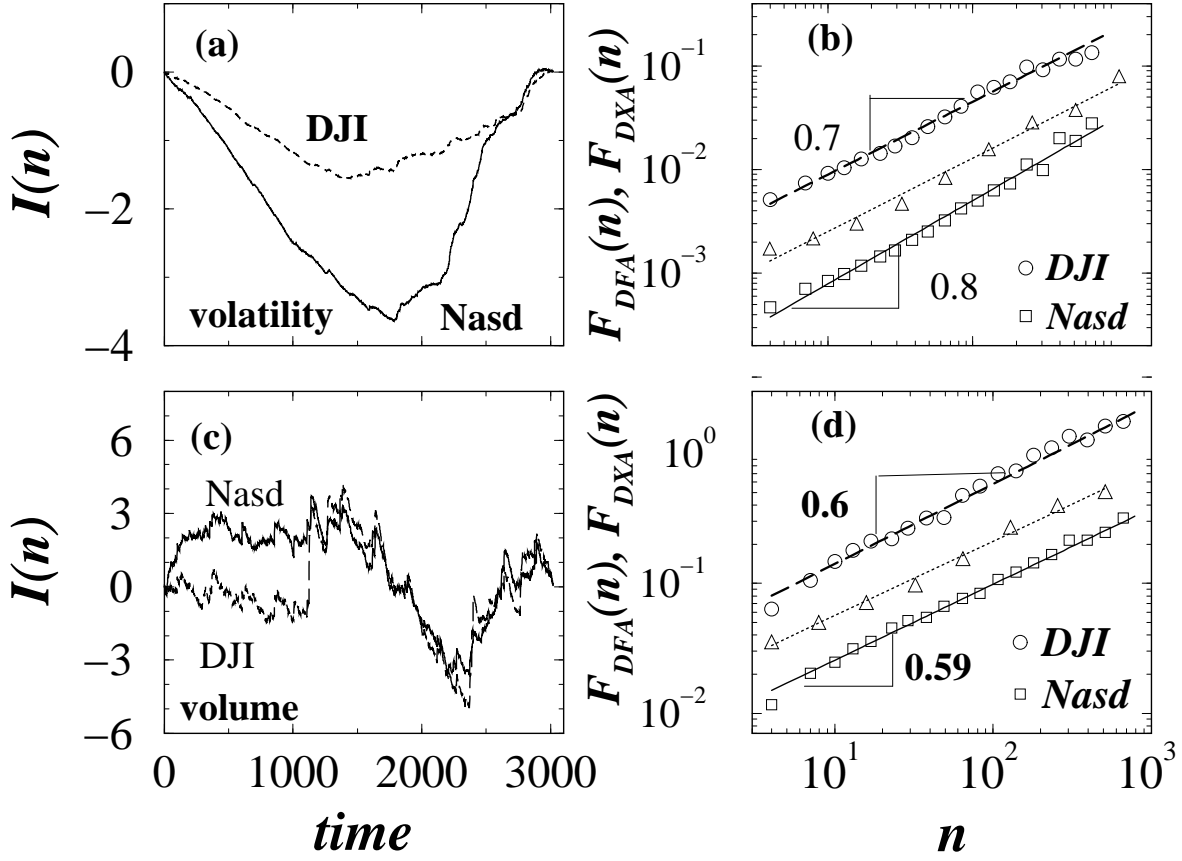 (a)
0
−2
−4
I(n)
DJI
volatility
Nasd
(b)
10^-1
10^-2
10^-3
F_DFA(n), F_DXA(n)
0.7
0.8
DJI
Nasd
(c)
6
3
0
−3
−6
I(n)
Nasd
DJI
volume
0 1000 2000 3000
time
(d)
10^0
10^-1
10^-2
F_DFA(n), F_DXA(n)
0.6
0.59
DJI
Nasd
10^1 10^2 10^3
n